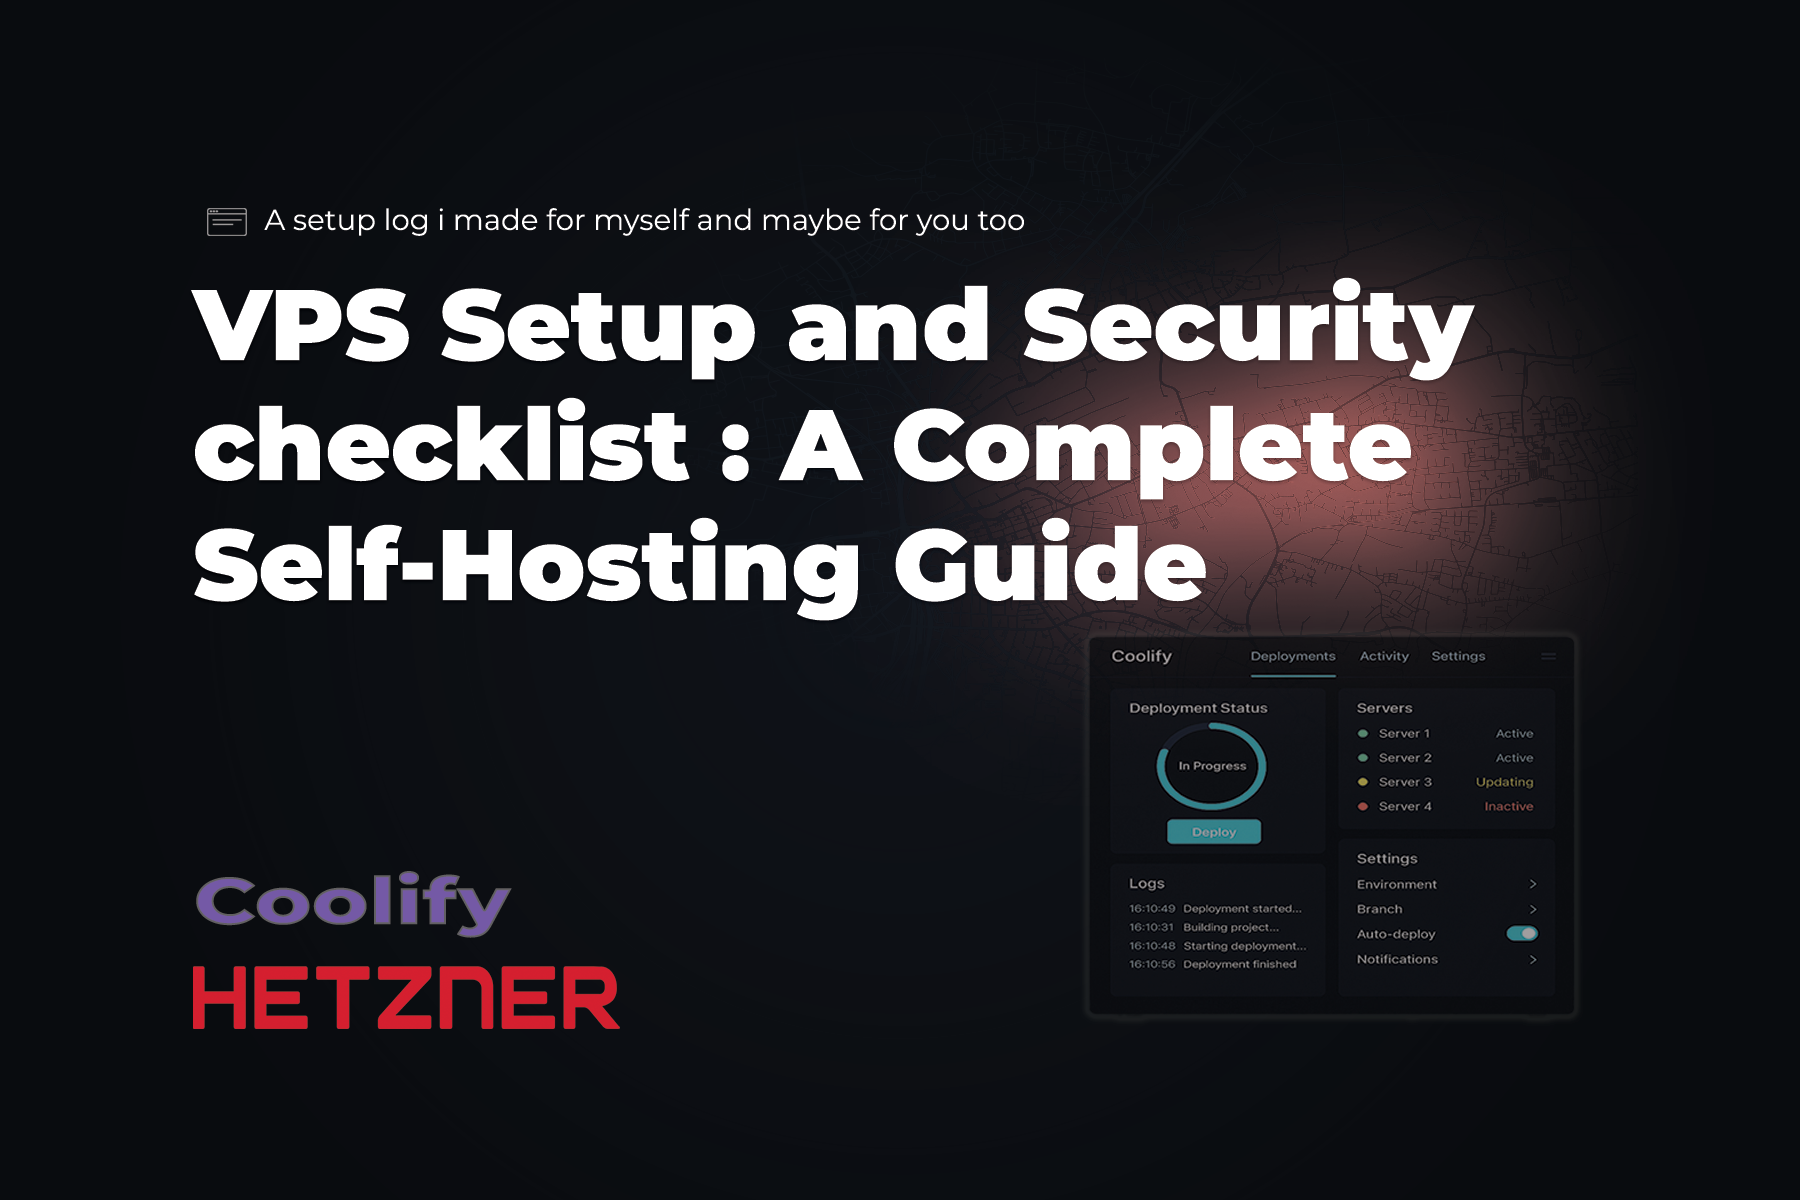 A setup log i made for myself and maybe for you too
VPS Setup and Security
checklist : A Complete
Self-Hosting Guide
Coolify
HETZNER
Coolify
Deployments
Activity
Settings
Deployment Status
In Progress
Deploy
Servers
Server 1 Active
Server 2 Active
Server 3 Updating
Server 4 Inactive
Logs
16:10:49 Deployment started...
16:10:31 Building project...
16:10:48 Starting deployment...
16:10:56 Deployment finished
Settings
Environment
Branch
Auto-deploy
Notifications